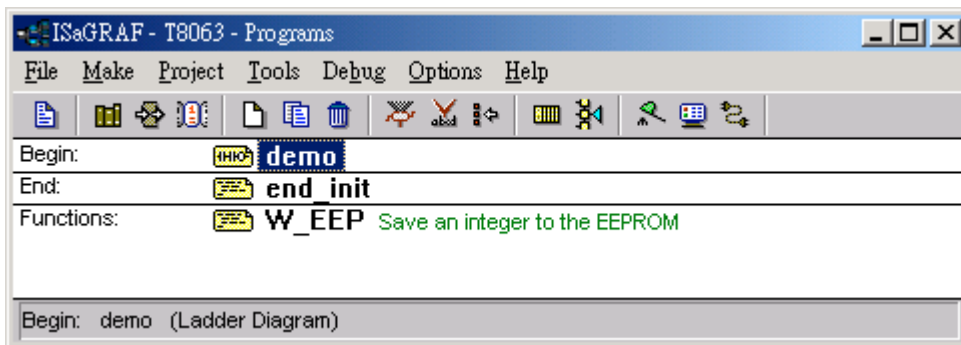 ISaGRAF - T8063 - Programs
File Make Project Tools Debug Options Help
Begin: demo
End: end_init
Functions: W_EEP Save an integer to the EEPROM
Begin: demo (Ladder Diagram)